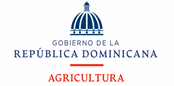 GOBIERNO DE LA
REPÚBLICA DOMINICANA
AGRICULTURA